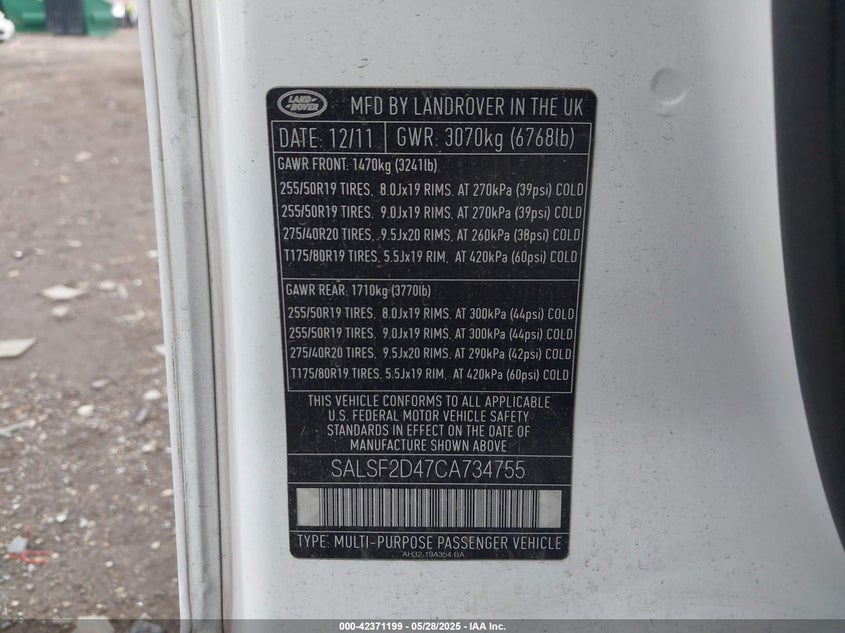 LAND
ROVER
MFD BY LANDROVER IN THE UK
DATE: 12/11 GWR: 3070kg (6768lb)
GAWR FRONT: 1470kg (3241lb)
255/50R19 TIRES, 8.0Jx19 RIMS, AT 270kPa (39psi) COLD
255/50R19 TIRES, 9.0Jx19 RIMS, AT 270kPa (39psi) COLD
275/40R20 TIRES, 9.5Jx20 RIMS, AT 260kPa (38psi) COLD
T175/80R19 TIRES, 5.5Jx19 RIM, AT 420kPa (60psi) COLD
GAWR REAR: 1710kg (3770lb)
255/50R19 TIRES, 8.0Jx19 RIMS, AT 300kPa (44psi) COLD
255/50R19 TIRES, 9.0Jx19 RIMS, AT 300kPa (44psi) COLD
275/40R20 TIRES, 9.5Jx20 RIMS, AT 290kPa (42psi) COLD
T175/80R19 TIRES, 5.5Jx19 RIM, AT 420kPa (60psi) COLD
THIS VEHICLE CONFORMS TO ALL APPLICABLE
U.S. FEDERAL MOTOR VEHICLE SAFETY
STANDARDS IN EFFECT ON THE DATE OF
MANUFACTURE SHOWN ABOVE
SALSF2D47CA734755
TYPE: MULTI-PURPOSE PASSENGER VEHICLE
AH32-19A354-BA
000-42371199 — 05/28/2025 — IAA Inc.